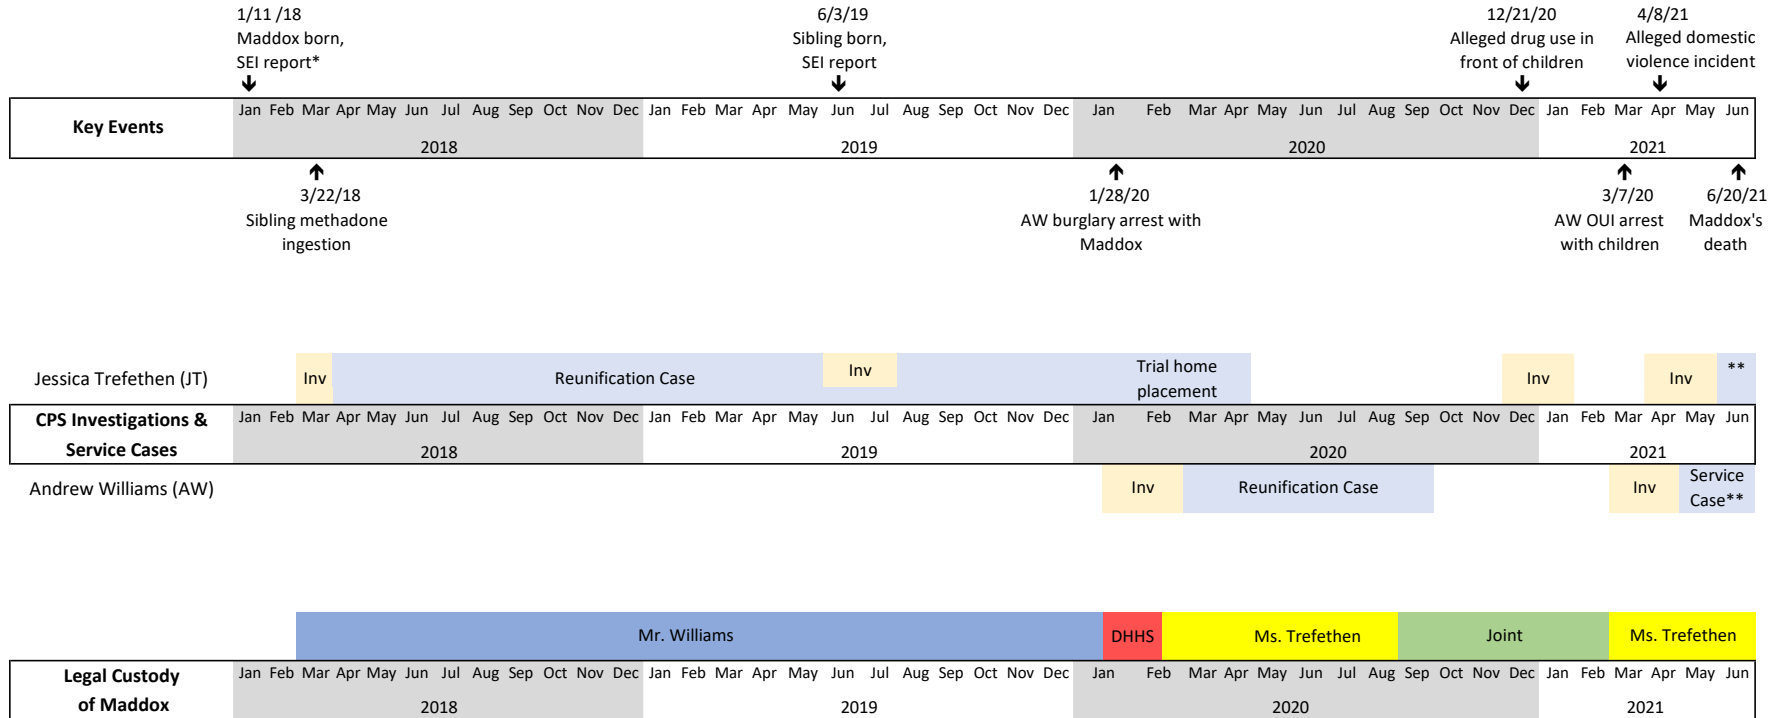 1/11 /18
Maddox born,
SEI report*
6/3/19
Sibling born,
SEI report
12/21/20
Alleged drug use in
front of children
4/8/21
Alleged domestic
violence incident
Key Events
Jan Feb Mar Apr May Jun Jul Aug Sep Oct Nov Dec Jan Feb Mar Apr May Jun Jul Aug Sep Oct Nov Dec Jan Feb Mar Apr May Jun Jul Aug Sep Oct Nov Dec Jan Feb Mar Apr May Jun
2018 2019 2020 2021
3/22/18
Sibling methadone
ingestion
1/28/20
AW burglary arrest with
Maddox
3/7/20
AW OUI arrest
with children
6/20/21
Maddox's
death
Jessica Trefethen (JT)
Inv
Reunification Case
Inv
Trial home
placement
Inv
Inv
**
CPS Investigations &
Service Cases
Jan Feb Mar Apr May Jun Jul Aug Sep Oct Nov Dec Jan Feb Mar Apr May Jun Jul Aug Sep Oct Nov Dec Jan Feb Mar Apr May Jun Jul Aug Sep Oct Nov Dec Jan Feb Mar Apr May Jun
2018 2019 2020 2021
Andrew Williams (AW)
Inv
Reunification Case
Inv
Service
Case**
Mr. Williams
DHHS
Ms. Trefethen
Joint
Ms. Trefethen
Legal Custody
of Maddox
Jan Feb Mar Apr May Jun Jul Aug Sep Oct Nov Dec Jan Feb Mar Apr May Jun Jul Aug Sep Oct Nov Dec Jan Feb Mar Apr May Jun Jul Aug Sep Oct Nov Dec Jan Feb Mar Apr May Jun
2018 2019 2020 2021